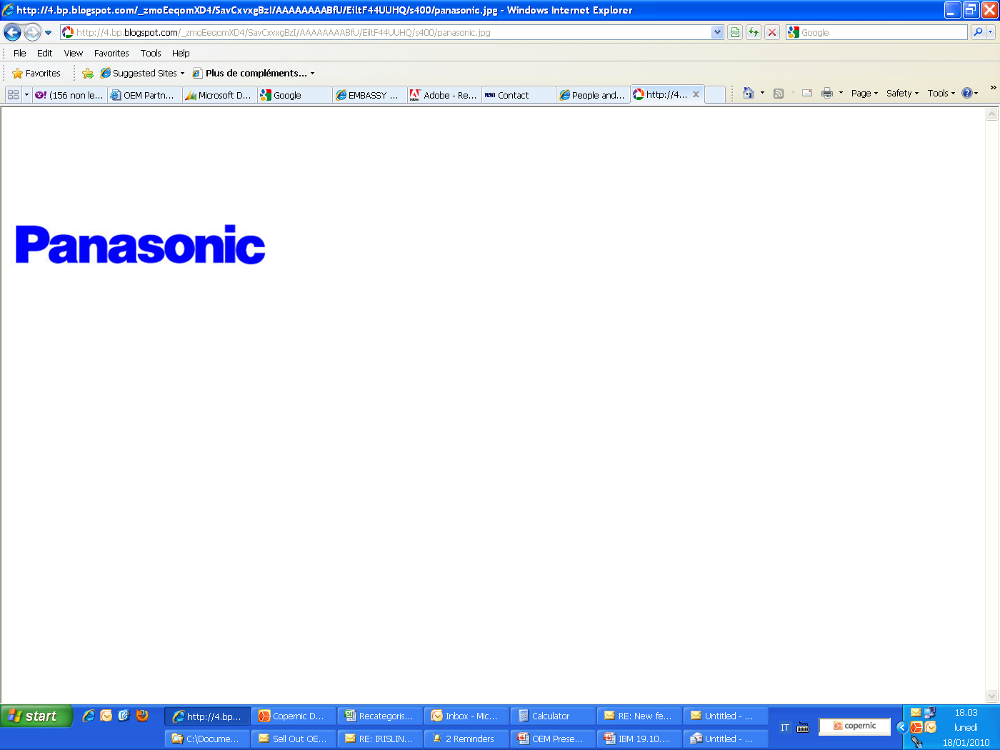 http://4.bp.blogspot.com/_zmoEeqomXD4/SavCxvxgBzI/AAAAAAAABfU/EiltF44UUHQ/s400/panasonic.jpg - Windows Internet Explorer
http://4.bp.blogspot.com/_zmoEeqomXD4/SavCxvxgBzI/AAAAAAAABfU/EiltF44UUHQ/s400/panasonic.jpg Google
File Edit View Favorites Tools Help
Favorites Suggested Sites Plus de compléments...
(156 non le... OEM Partn... Microsoft D... Google EMBASSY ... Adobe - Re... NSi Contact People and... http://4... Page Safety Tools »
Panasonic
start http://4.bp... Copernic D... Recategoris... Inbox - Mic... Calculator RE: New fe... Untitled - ... 18.03
IT copernic lunedì
C:\Docume... Sell Out OE... RE: IRISLIN... 2 Reminders OEM Prese... IBM 19.10.... Untitled - ... 18/01/2010